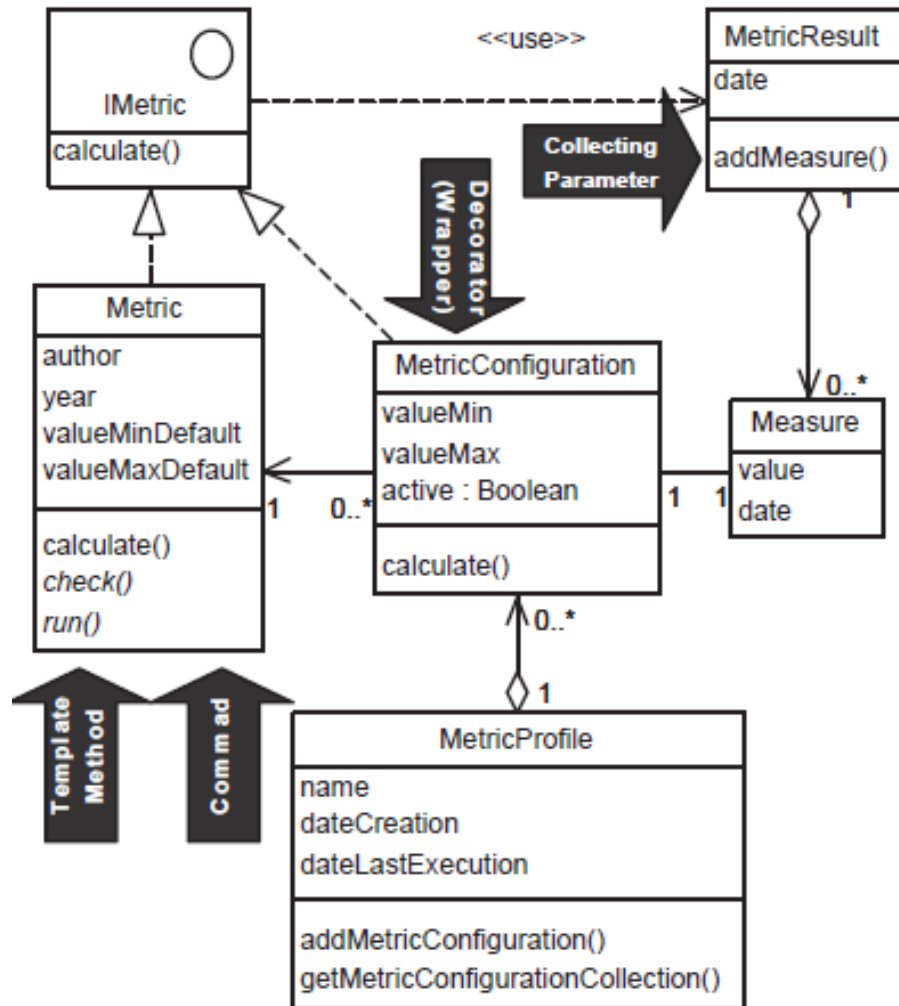 <<use>>
IMetric
calculate()
MetricResult
date
addMeasure()
Collecting
Parameter
Decorator
(Wrapper)
1
0..*
Metric
author
year
valueMinDefault
valueMaxDefault
calculate()
check()
run()
1
0..*
MetricConfiguration
valueMin
valueMax
active : Boolean
calculate()
1
1
Measure
value
date
0..*
1
Template
Method
Commad
MetricProfile
name
dateCreation
dateLastExecution
addMetricConfiguration()
getMetricConfigurationCollection()